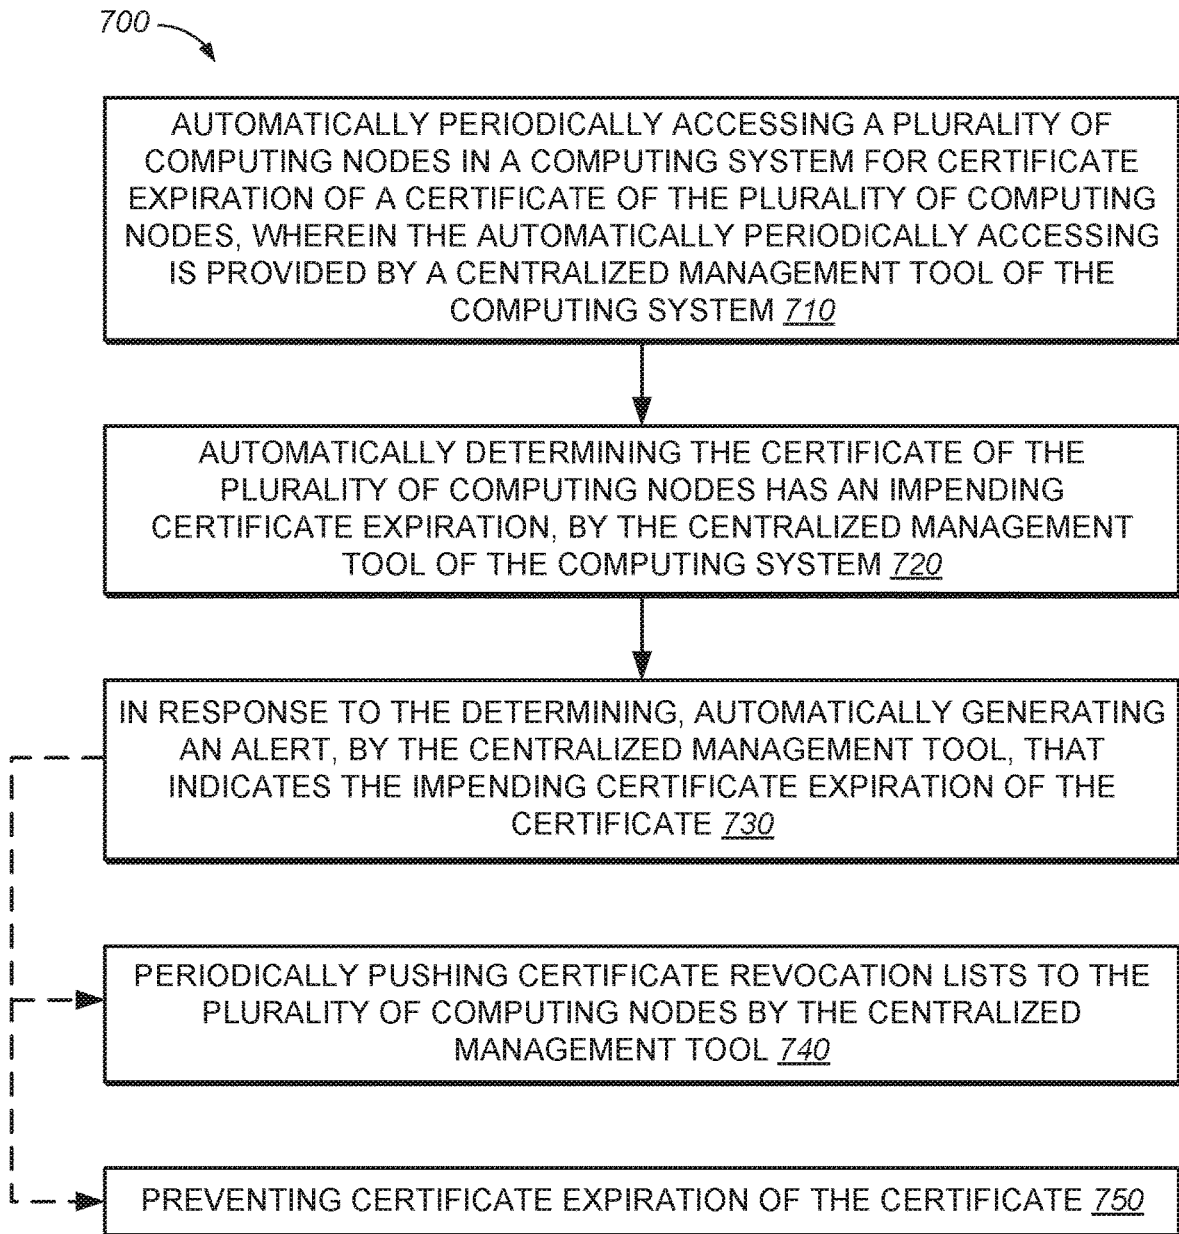 700
AUTOMATICALLY PERIODICALLY ACCESSING A PLURALITY OF
COMPUTING NODES IN A COMPUTING SYSTEM FOR CERTIFICATE
EXPIRATION OF A CERTIFICATE OF THE PLURALITY OF COMPUTING
NODES, WHEREIN THE AUTOMATICALLY PERIODICALLY ACCESSING
IS PROVIDED BY A CENTRALIZED MANAGEMENT TOOL OF THE
COMPUTING SYSTEM 710
AUTOMATICALLY DETERMINING THE CERTIFICATE OF THE
PLURALITY OF COMPUTING NODES HAS AN IMPENDING
CERTIFICATE EXPIRATION, BY THE CENTRALIZED MANAGEMENT
TOOL OF THE COMPUTING SYSTEM 720
IN RESPONSE TO THE DETERMINING, AUTOMATICALLY GENERATING
AN ALERT, BY THE CENTRALIZED MANAGEMENT TOOL, THAT
INDICATES THE IMPENDING CERTIFICATE EXPIRATION OF THE
CERTIFICATE 730
PERIODICALLY PUSHING CERTIFICATE REVOCATION LISTS TO THE
PLURALITY OF COMPUTING NODES BY THE CENTRALIZED
MANAGEMENT TOOL 740
PREVENTING CERTIFICATE EXPIRATION OF THE CERTIFICATE 750